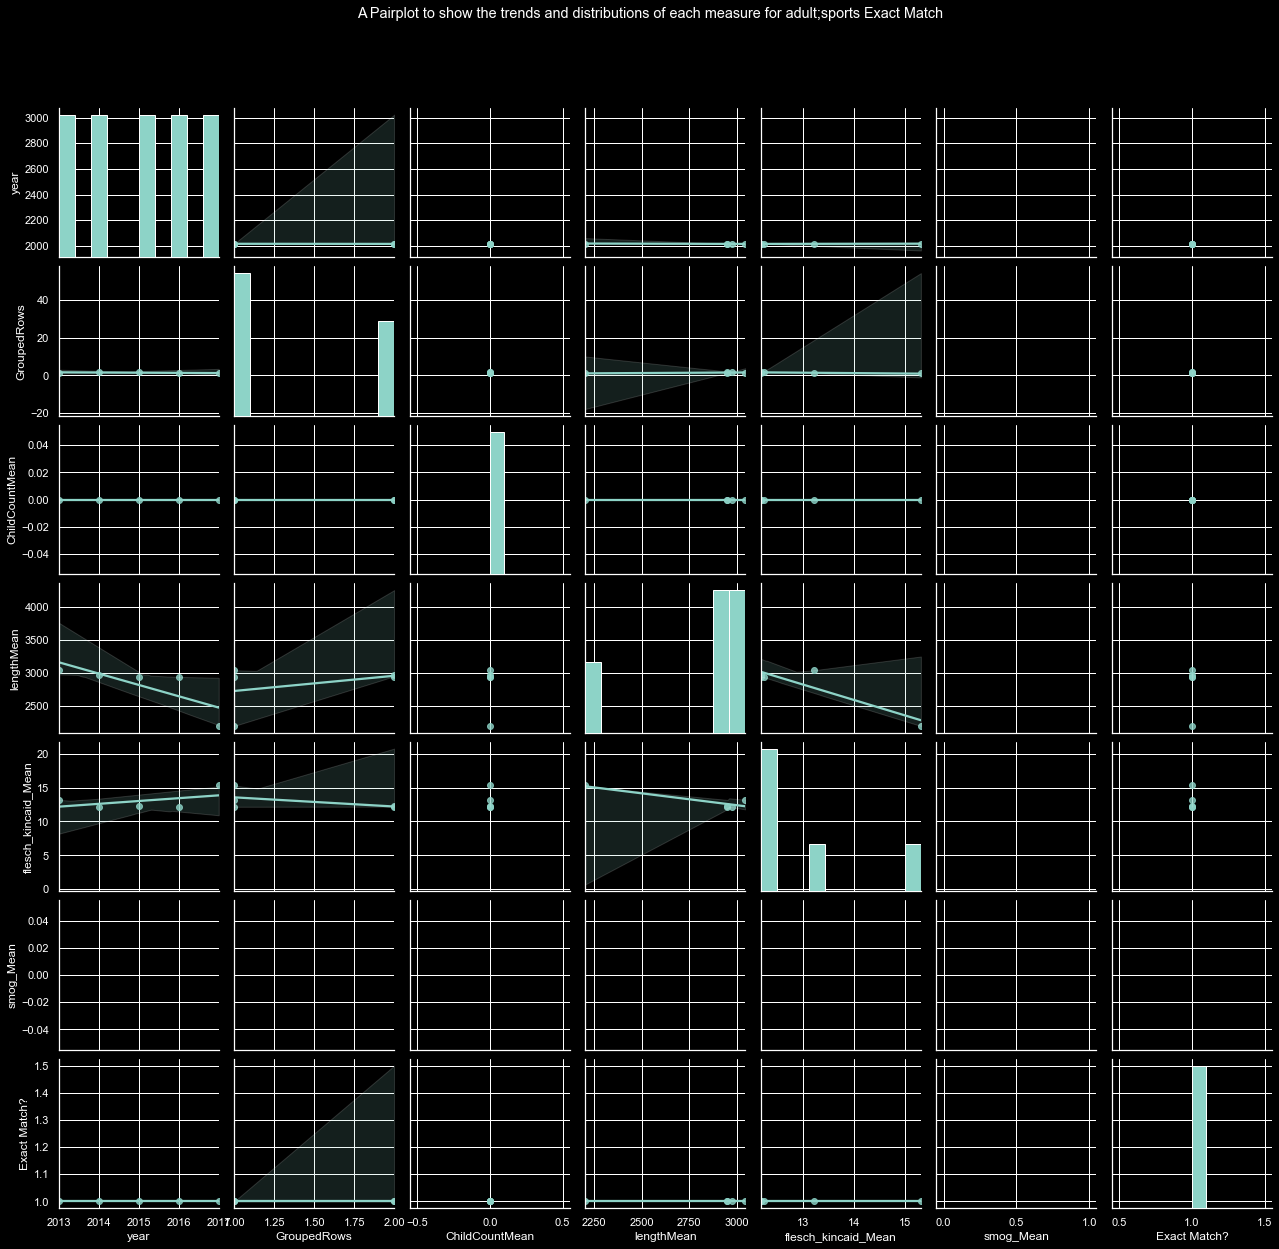 A Pairplot to show the trends and distributions of each measure for adult;sports Exact Match
3000
2800
2600
2400
2200
2000
year
40
20
0
−20
GroupedRows
0.04
0.02
0.00
−0.02
−0.04
ChildCountMean
4000
3500
3000
2500
lengthMean
20
15
10
5
0
flesch_kincaid_Mean
0.04
0.02
0.00
−0.02
−0.04
smog_Mean
1.5
1.4
1.3
1.2
1.1
1.0
Exact Match?
2013 2014 2015 2016 2017
1.00 1.25 1.50 1.75 2.00
−0.5 0.0 0.5
2250 2500 2750 3000
13 14 15
0.0 0.5 1.0
0.5 1.0 1.5
year GroupedRows ChildCountMean lengthMean flesch_kincaid_Mean smog_Mean Exact Match?